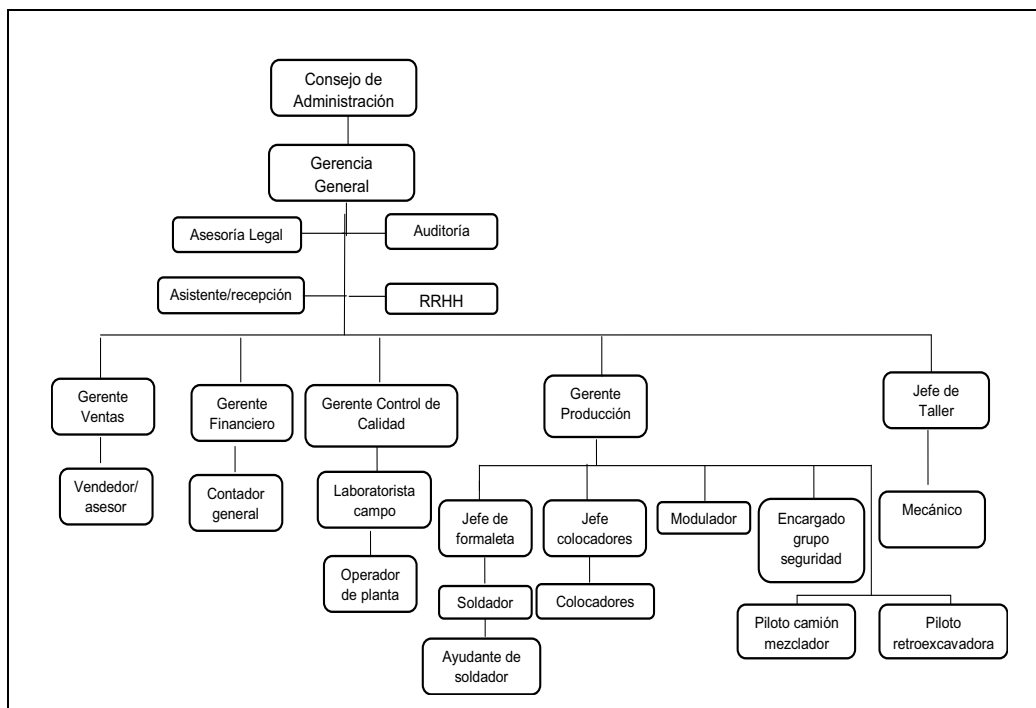 Consejo de
Administración
Gerencia
General
Asesoría Legal
Auditoría
Asistente/recepción
RRHH
Gerente
Ventas
Gerente
Financiero
Gerente Control de
Calidad
Gerente
Producción
Jefe de
Taller
Vendedor/
asesor
Contador
general
Laboratorista
campo
Jefe de
formaleta
Jefe
colocadores
Modulador
Encargado
grupo
seguridad
Mecánico
Operador
de planta
Soldador
Colocadores
Piloto camión
mezclador
Piloto
retroexcavadora
Ayudante de
soldador